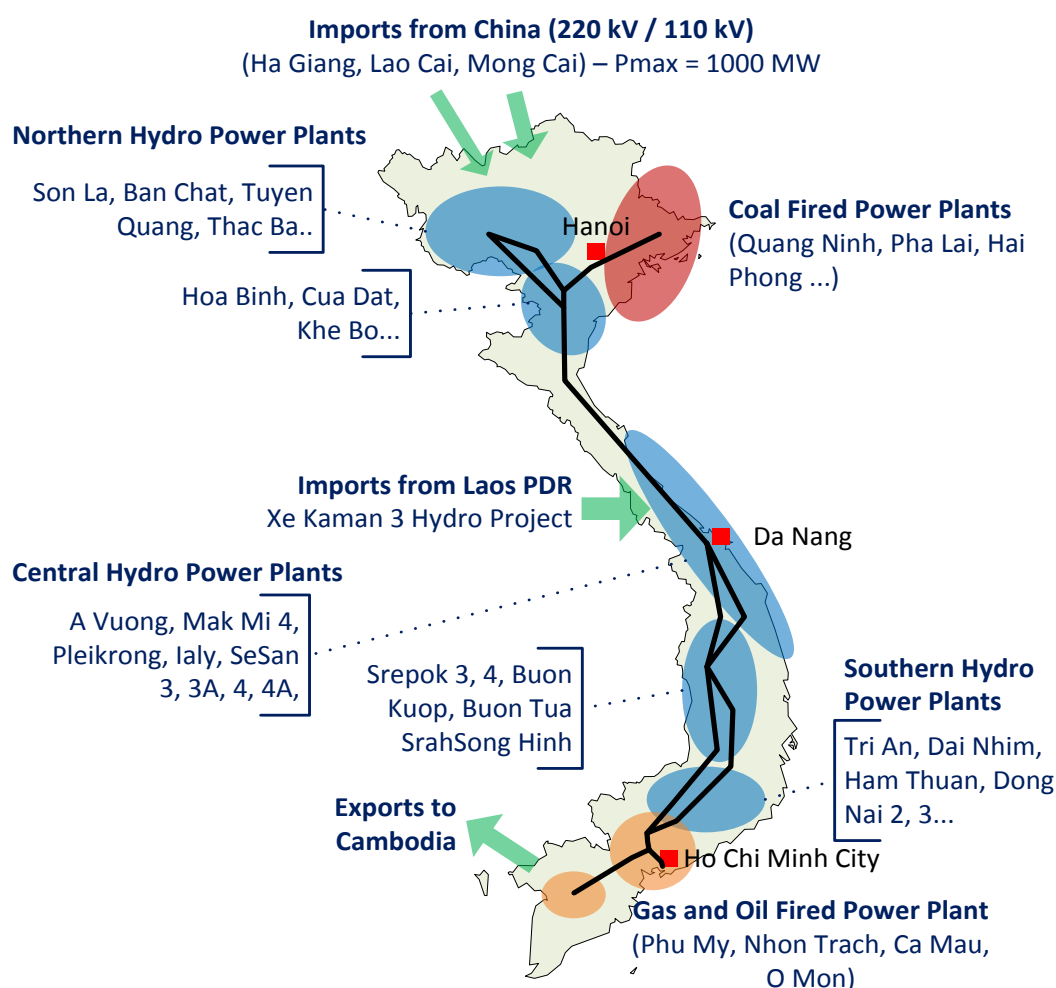 Imports from China (220 kV / 110 kV)
(Ha Giang, Lao Cai, Mong Cai) – Pmax = 1000 MW
Northern Hydro Power Plants
Son La, Ban Chat, Tuyen
Quang, Thac Ba..
Hanoi
Coal Fired Power Plants
(Quang Ninh, Pha Lai, Hai
Phong ...)
Hoa Binh, Cua Dat,
Khe Bo...
Imports from Laos PDR
Xe Kaman 3 Hydro Project
Da Nang
Central Hydro Power Plants
A Vuong, Mak Mi 4,
Pleikrong, Ialy, SeSan
3, 3A, 4, 4A,
Srepok 3, 4, Buon
Kuop, Buon Tua
SrahSong Hinh
Southern Hydro
Power Plants
Tri An, Dai Nhim,
Ham Thuan, Dong
Nai 2, 3...
Exports to
Cambodia
Ho Chi Minh City
Gas and Oil Fired Power Plant
(Phu My, Nhon Trach, Ca Mau,
O Mon)